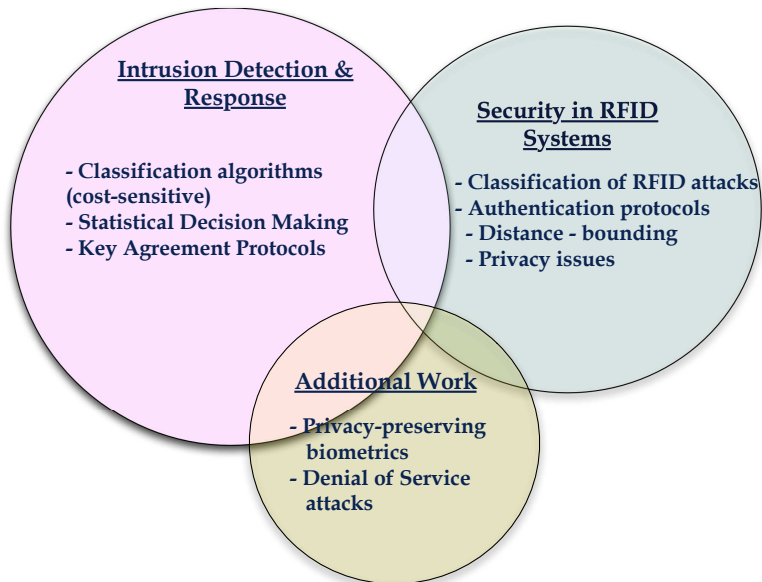 Intrusion Detection &
Response
- Classification algorithms
(cost-sensitive)
- Statistical Decision Making
- Key Agreement Protocols
Security in RFID
Systems
- Classification of RFID attacks
- Authentication protocols
- Distance - bounding
- Privacy issues
Additional Work
- Privacy-preserving
biometrics
- Denial of Service
attacks